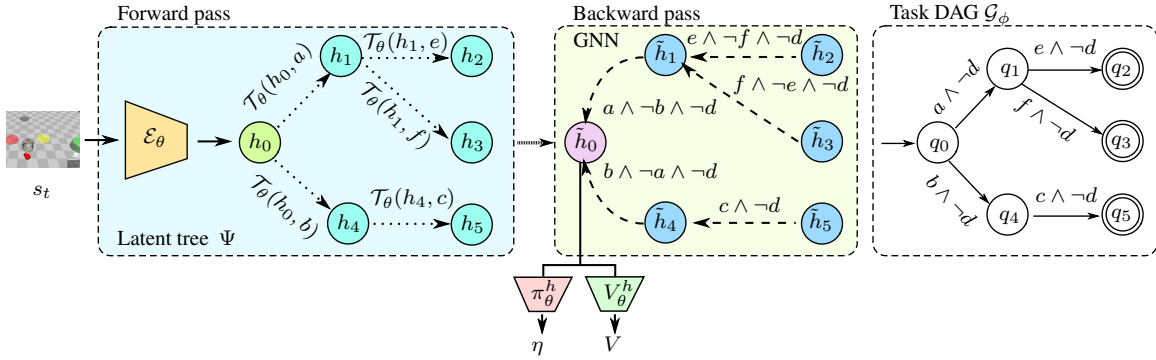 Forward pass
Backward pass
Task DAG 𝒢_ϕ
GNN
s_t
ℰ_θ
h_0
𝒯_θ(h_0, a)
h_1
𝒯_θ(h_1, e)
h_2
𝒯_θ(h_1, f)
h_3
𝒯_θ(h_0, b)
h_4
𝒯_θ(h_4, c)
h_5
Latent tree Ψ
h̃_1
e ∧ ¬f ∧ ¬d
h̃_2
f ∧ ¬e ∧ ¬d
a ∧ ¬b ∧ ¬d
h̃_0
h̃_3
b ∧ ¬a ∧ ¬d
h̃_4
c ∧ ¬d
h̃_5
q_0
a ∧ ¬d
q_1
e ∧ ¬d
q_2
f ∧ ¬d
q_3
b ∧ ¬d
q_4
c ∧ ¬d
q_5
π_θ^h
V_θ^h
η
V